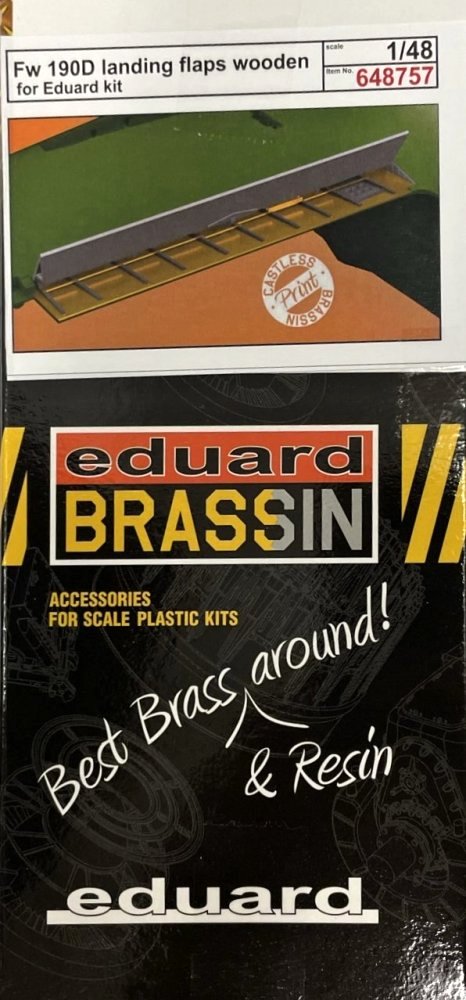 Fw 190D landing flaps wooden
for Eduard kit
scale
1/48
Item No.
648757
CASTLESS
Print
BRASSIN
eduard
BRASSIN
ACCESSORIES
FOR SCALE PLASTIC KITS
Best Brass around!
& Resin
eduard